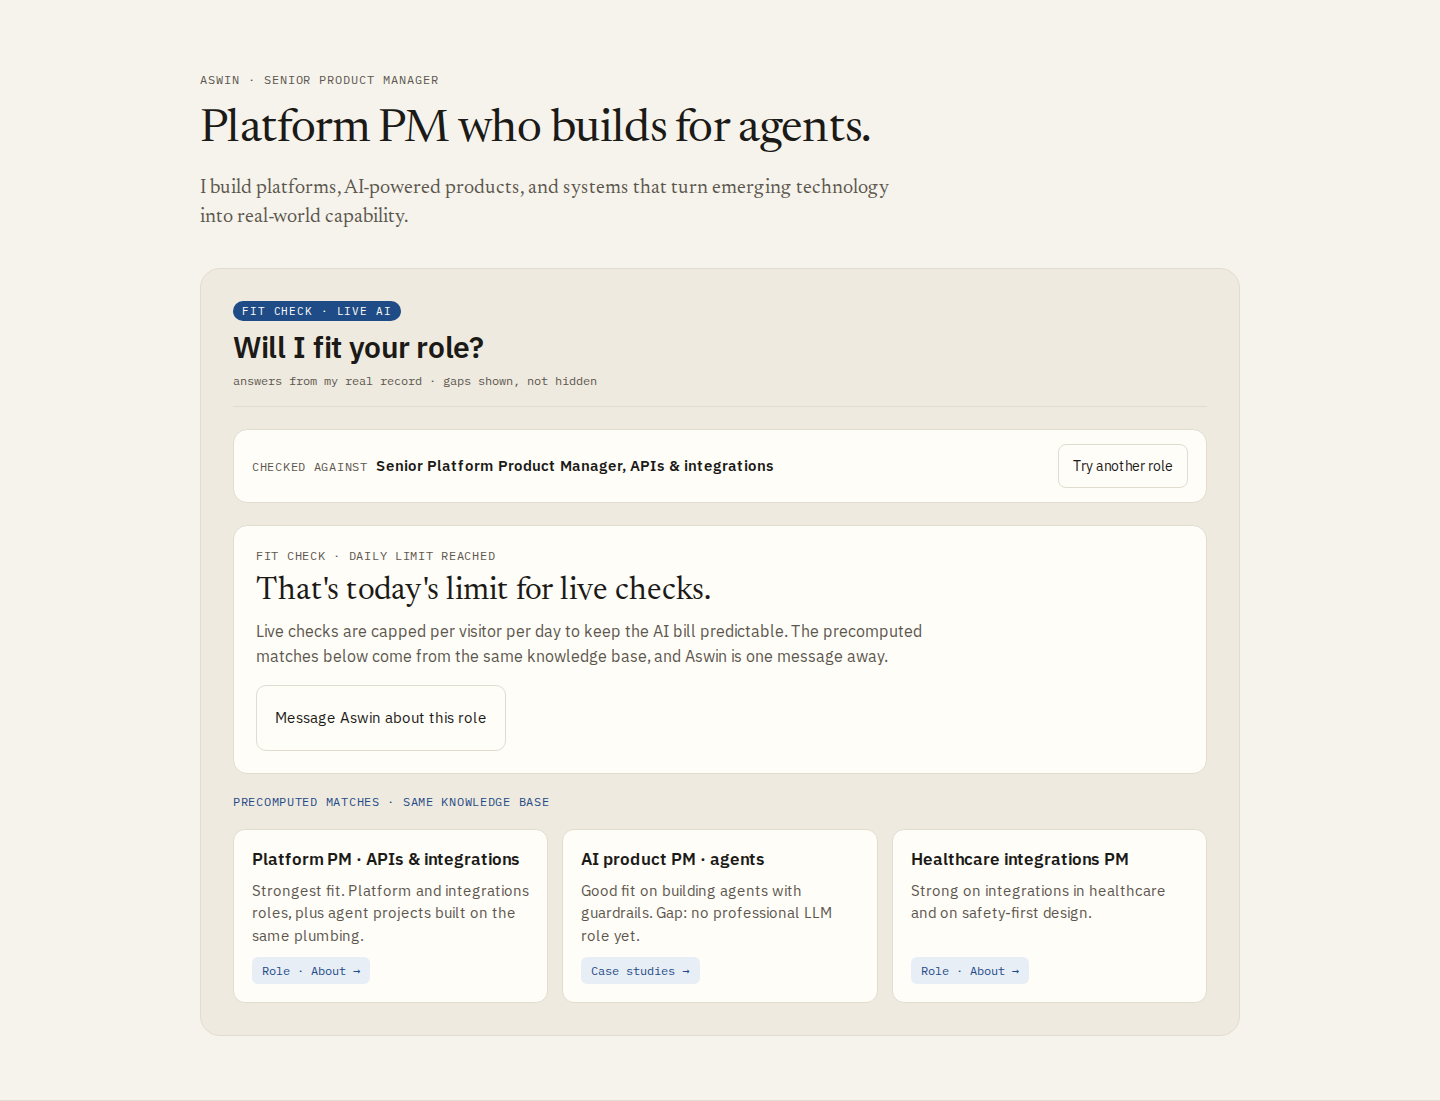 ASWIN · SENIOR PRODUCT MANAGER
Platform PM who builds for agents.
I build platforms, AI-powered products, and systems that turn emerging technology
into real-world capability.
FIT CHECK · LIVE AI
Will I fit your role?
answers from my real record · gaps shown, not hidden
CHECKED AGAINST Senior Platform Product Manager, APIs & integrations
Try another role
FIT CHECK · DAILY LIMIT REACHED
That's today's limit for live checks.
Live checks are capped per visitor per day to keep the AI bill predictable. The precomputed
matches below come from the same knowledge base, and Aswin is one message away.
Message Aswin about this role
PRECOMPUTED MATCHES · SAME KNOWLEDGE BASE
Platform PM · APIs & integrations
Strongest fit. Platform and integrations
roles, plus agent projects built on the
same plumbing.
Role · About →
AI product PM · agents
Good fit on building agents with
guardrails. Gap: no professional LLM
role yet.
Case studies →
Healthcare integrations PM
Strong on integrations in healthcare
and on safety-first design.
Role · About →